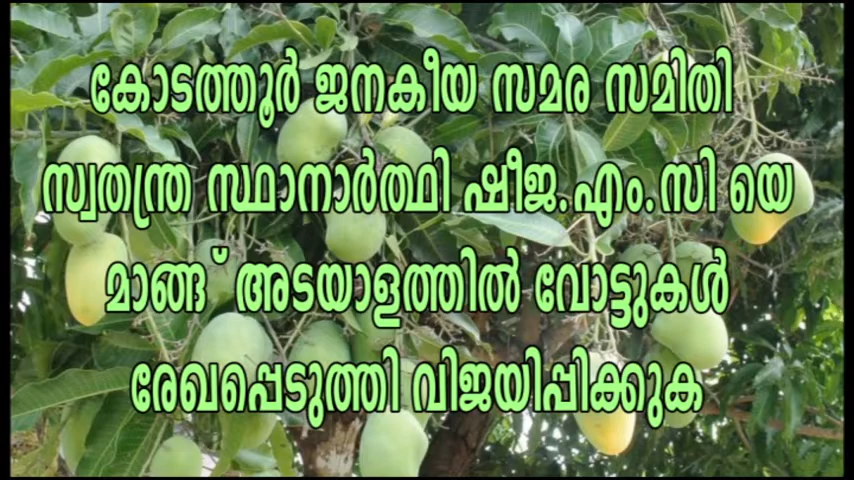 കോടത്തൂർ ജനകീയ സമര സമിതി
സ്വതന്ത്ര സ്ഥാനാർത്ഥി ഷീജ.എം.സി യെ
മാങ്ങ് അടയാളത്തിൽ വോട്ടുകൾ
രേഖപ്പെടുത്തി വിജയിപ്പിക്കുക